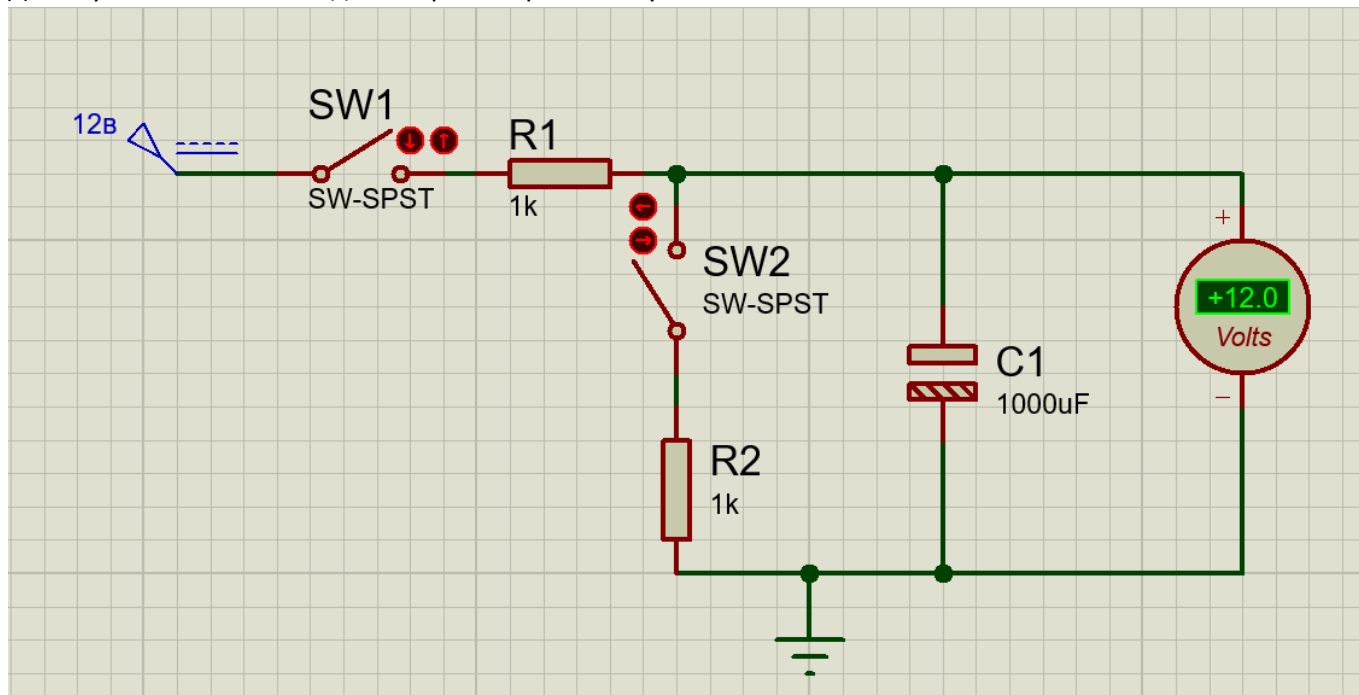 SW1
12в
R1
SW-SPST
1k
SW2
SW-SPST
+
+12.0
Volts
−
C1
1000uF
R2
1k